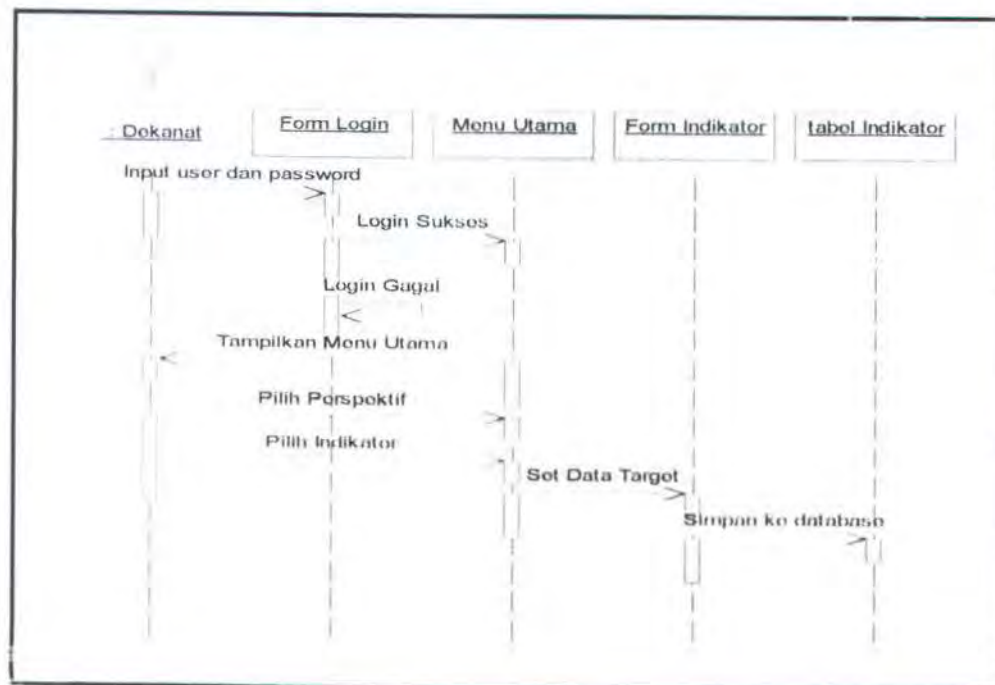 : Dekanat
Form Login
Menu Utama
Form Indikator
tabel Indikator
Input user dan password
Login Sukses
Login Gagal
Tampilkan Menu Utama
Pilih Perspektif
Pilih Indikator
Set Data Target
Simpan ke database